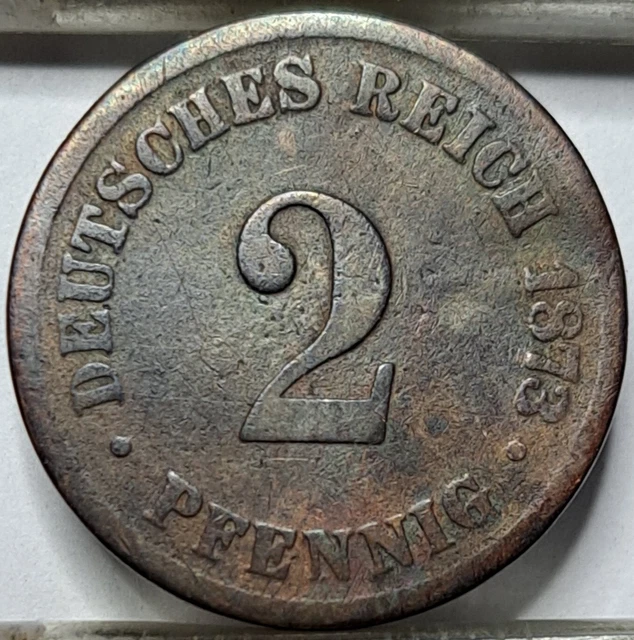 DEUTSCHES REICH 1873
2
· PFENNIG ·